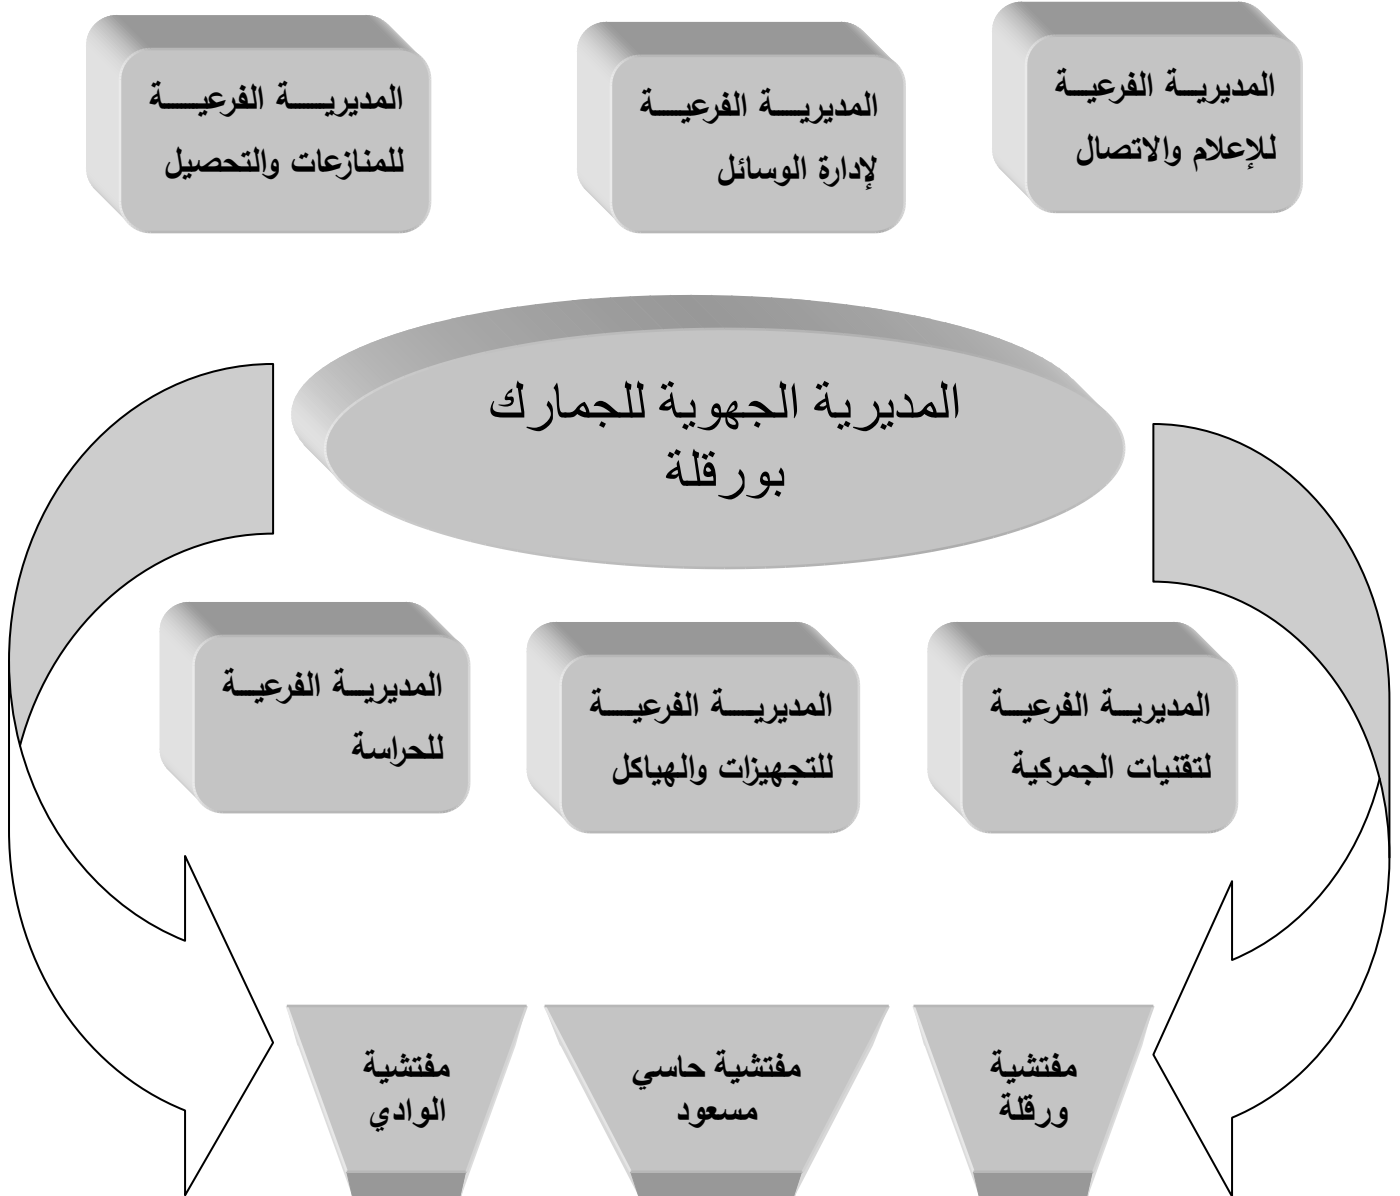 المديرية الفرعية
للإعلام والاتصال
المديرية الفرعية
لإدارة الوسائل
المديرية الفرعية
للمنازعات والتحصيل
المديرية الجهوية للجمارك
بورقلة
المديرية الفرعية
لتقنيات الجمركية
المديرية الفرعية
للتجهيزات والهياكل
المديرية الفرعية
للحراسة
مفتشية
ورقلة
مفتشية حاسي
مسعود
مفتشية
الوادي